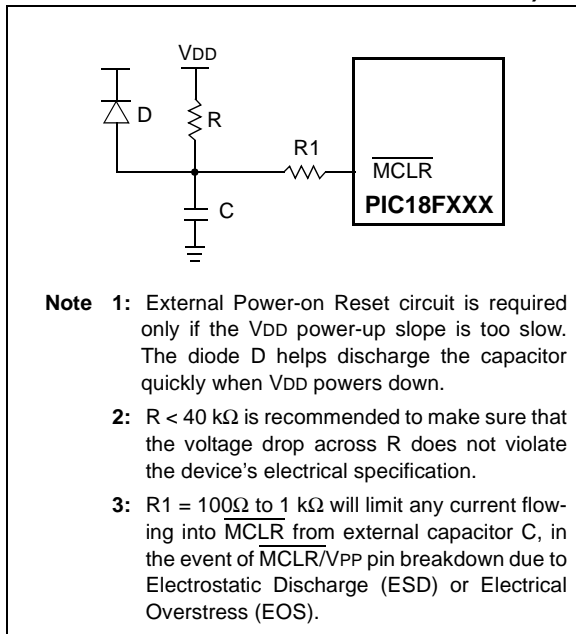 VDD
D
R
R1
MCLR
PIC18FXXX
C
Note 1: External Power-on Reset circuit is required
only if the VDD power-up slope is too slow.
The diode D helps discharge the capacitor
quickly when VDD powers down.
2: R < 40 kΩ is recommended to make sure that
the voltage drop across R does not violate
the device's electrical specification.
3: R1 = 100Ω to 1 kΩ will limit any current flow-
ing into MCLR from external capacitor C, in
the event of MCLR/VPP pin breakdown due to
Electrostatic Discharge (ESD) or Electrical
Overstress (EOS).